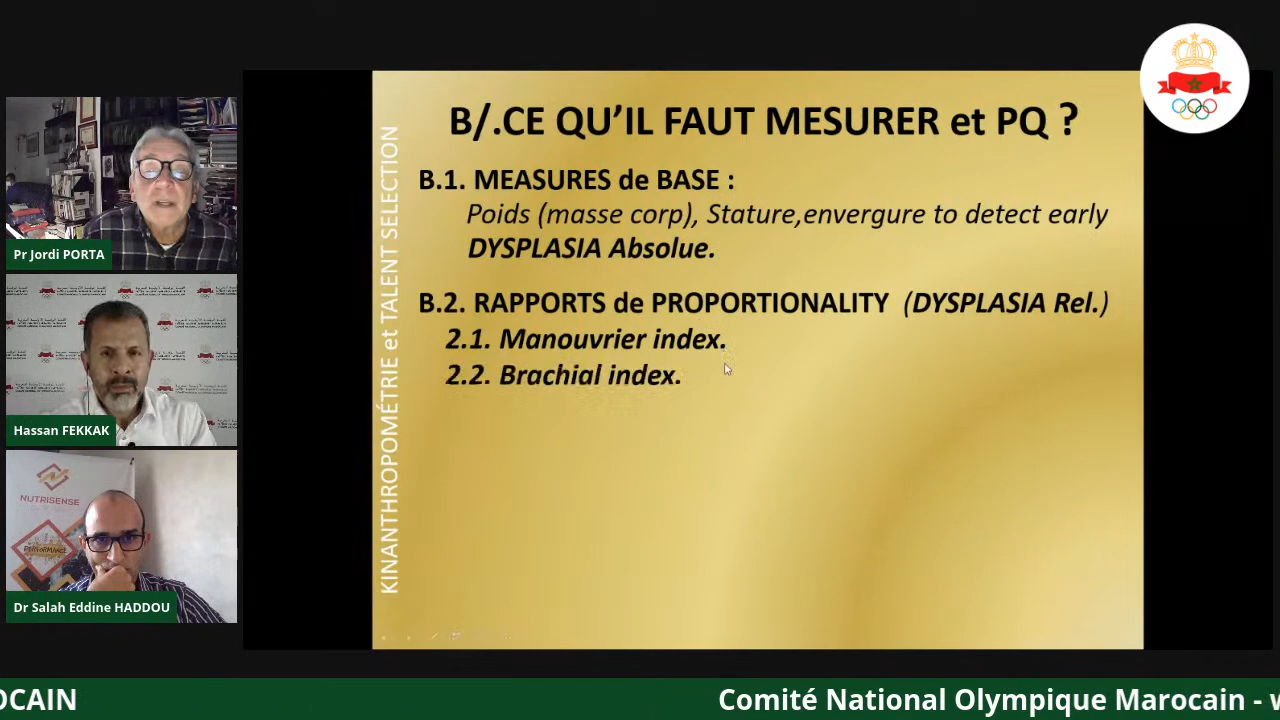 B/.CE QU'IL FAUT MESURER et PQ ?
B.1. MEASURES de BASE :
Poids (masse corp), Stature,envergure to detect early
DYSPLASIA Absolue.
B.2. RAPPORTS de PROPORTIONALITY (DYSPLASIA Rel.)
2.1. Manouvrier index.
2.2. Brachial index.
KINANTHROPOMÉTRIE et TALENT SELECTION
Pr Jordi PORTA
Hassan FEKKAK
NUTRISENSE
PERFORMANCE
Dr Salah Eddine HADDOU
OCAIN
Comité National Olympique Marocain - w